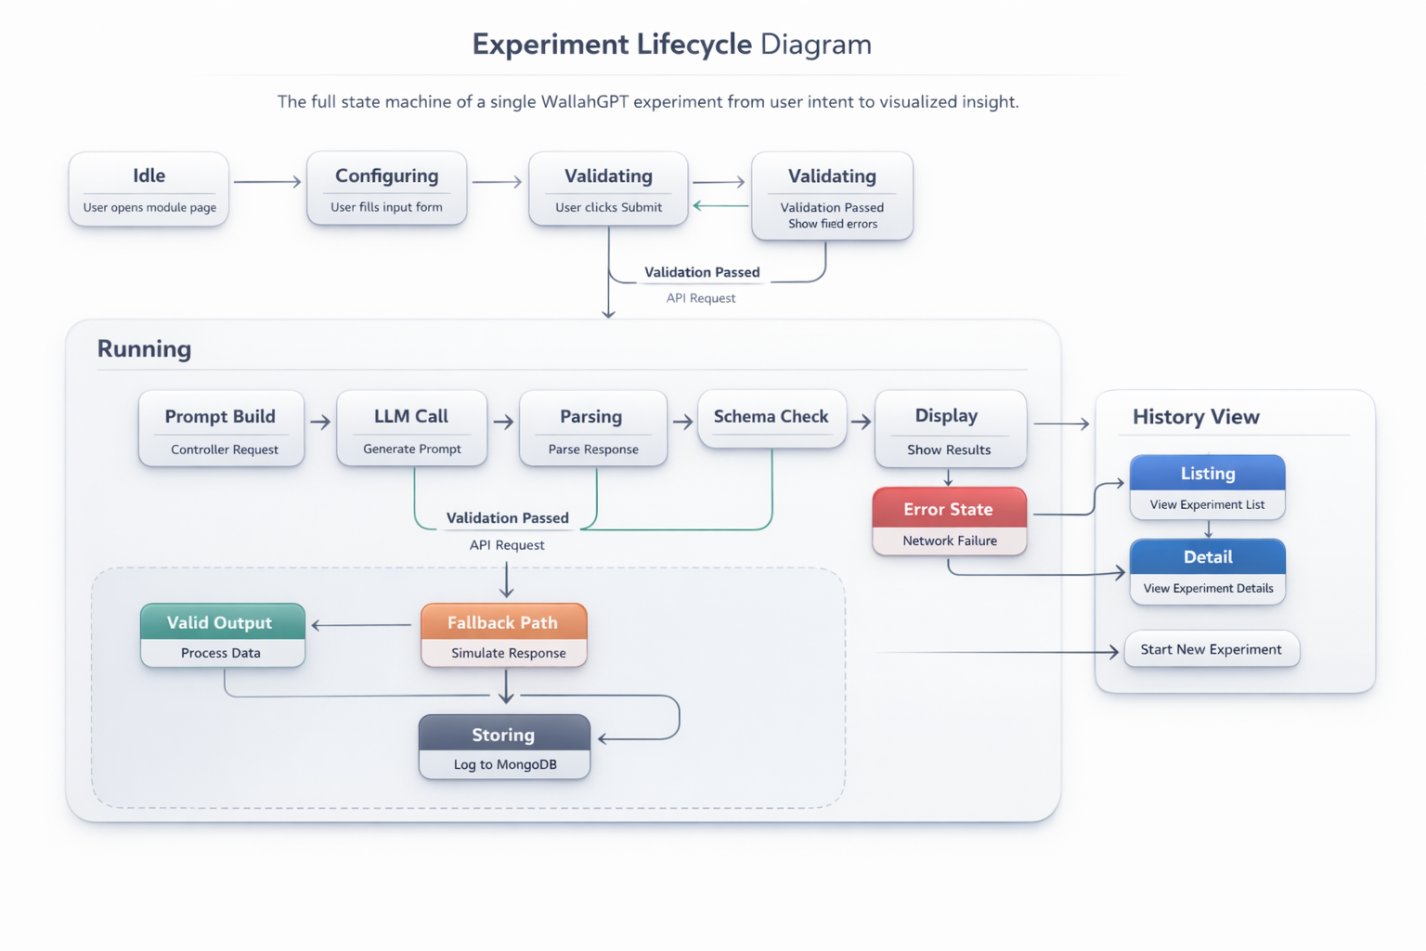 Experiment Lifecycle Diagram
The full state machine of a single WallahGPT experiment from user intent to visualized insight.
Idle
User opens module page
Configuring
User fills input form
Validating
User clicks Submit
Validating
Validation Passed
Show fired errors
Validation Passed
API Request
Running
Prompt Build
Controller Request
LLM Call
Generate Prompt
Parsing
Parse Response
Schema Check
Display
Show Results
Error State
Network Failure
Validation Passed
API Request
Valid Output
Process Data
Fallback Path
Simulate Response
Storing
Log to MongoDB
History View
Listing
View Experiment List
Detail
View Experiment Details
Start New Experiment